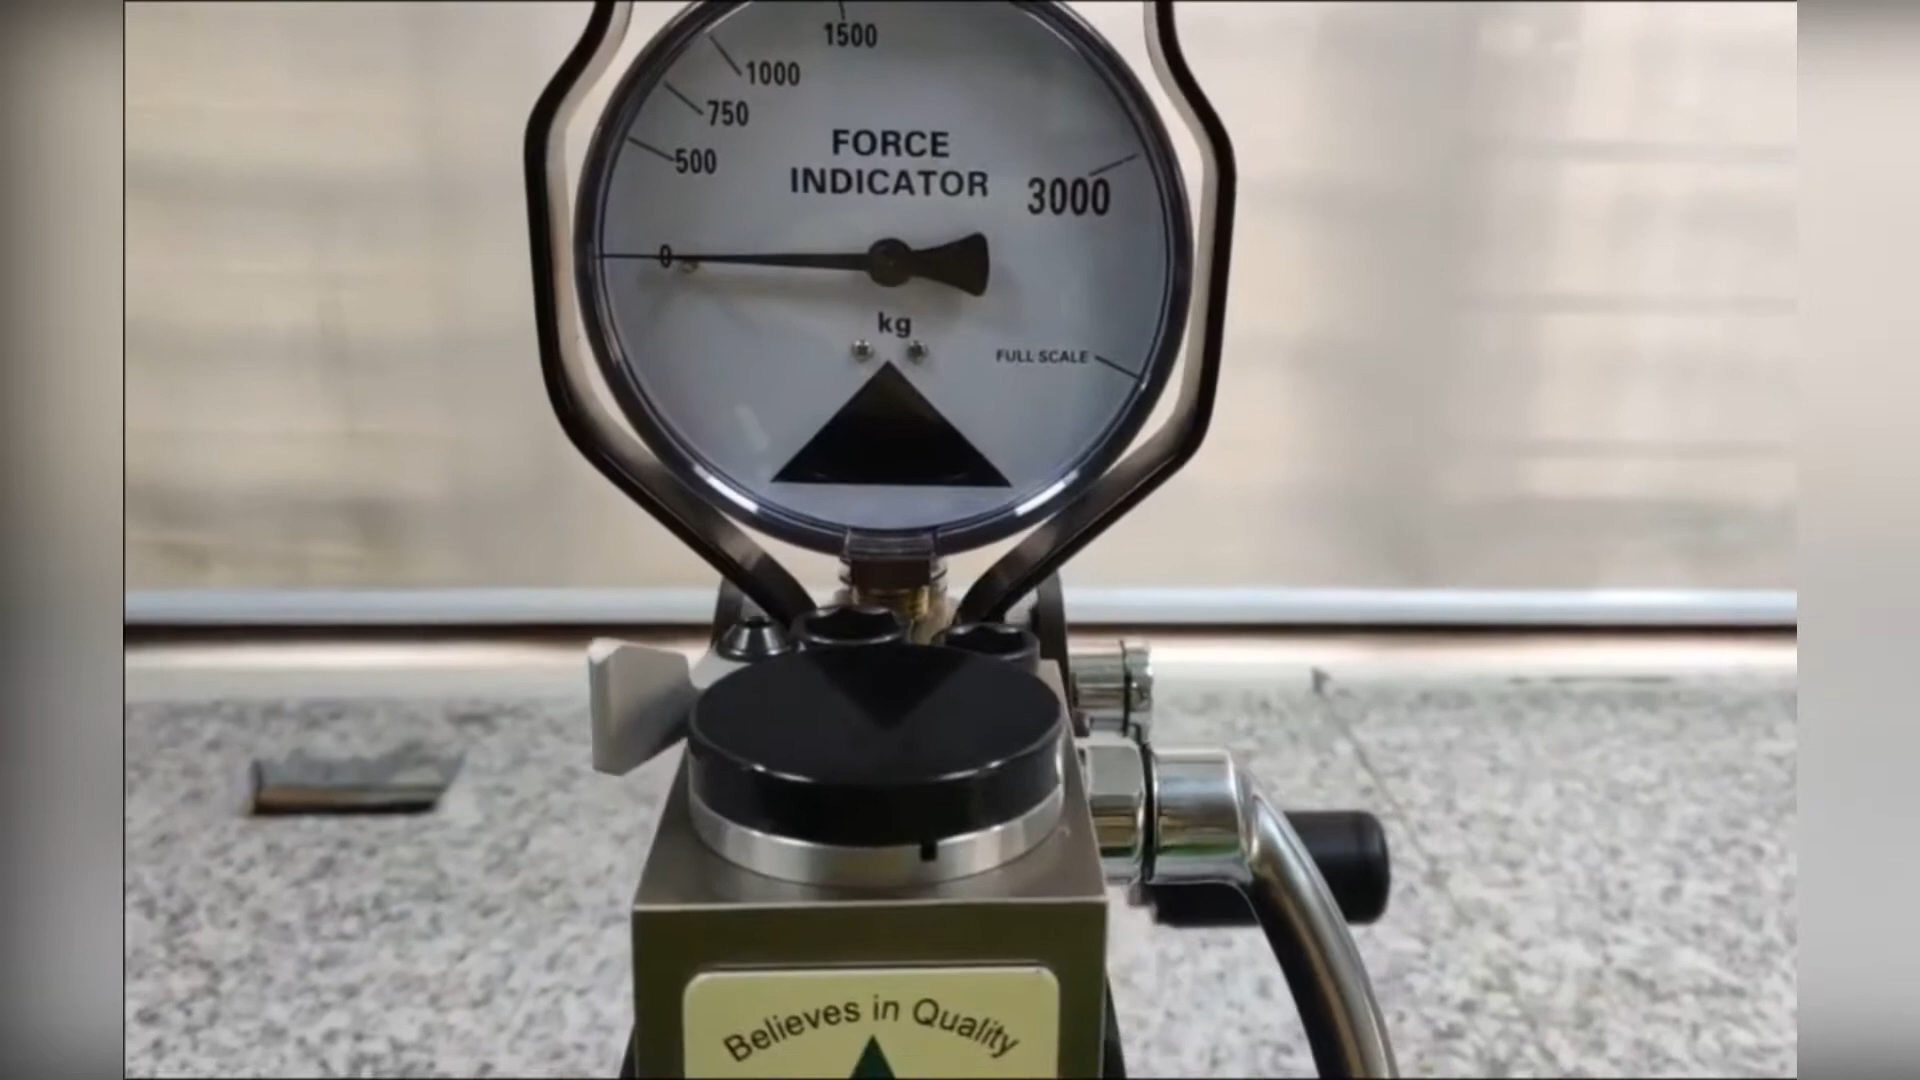 1500
1000
750
500
FORCE
INDICATOR
3000
0
kg
FULL SCALE
Believes in Quality